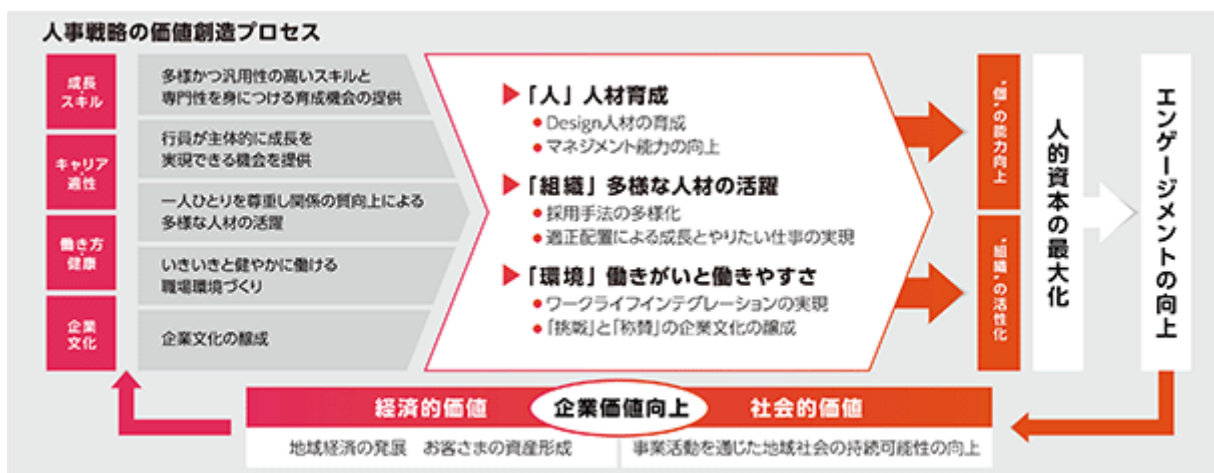 人事戦略の価値創造プロセス
成長
スキル
キャリア
適性
働き方
健康
企業
文化
多様かつ汎用性の高いスキルと
専門性を身につける育成機会の提供
行員が主体的に成長を
実現できる機会を提供
一人ひとりを尊重し関係の質向上による
多様な人材の活躍
いきいきと健やかに働ける
職場環境づくり
企業文化の醸成
「人」人材育成
●Design人材の育成
●マネジメント能力の向上
「組織」多様な人材の活躍
●採用手法の多様化
●適正配置による成長とやりたい仕事の実現
「環境」働きがいと働きやすさ
●ワークライフインテグレーションの実現
●「挑戦」と「称賛」の企業文化の醸成
“個”の能力向上
“組織”の活性化
人的資本の最大化
エンゲージメントの向上
経済的価値
企業価値向上
社会的価値
地域経済の発展 お客さまの資産形成
事業活動を通じた地域社会の持続可能性の向上